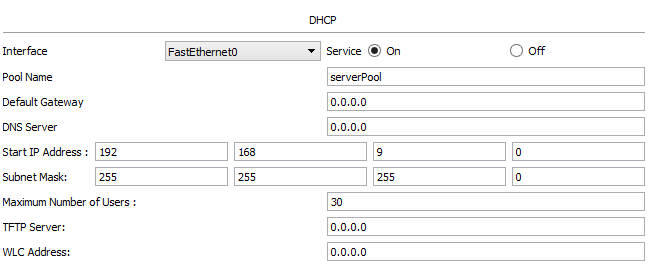 DHCP
Interface FastEthernet0 Service On Off
Pool Name serverPool
Default Gateway 0.0.0.0
DNS Server 0.0.0.0
Start IP Address : 192 168 9 0
Subnet Mask: 255 255 255 0
Maximum Number of Users : 30
TFTP Server: 0.0.0.0
WLC Address: 0.0.0.0